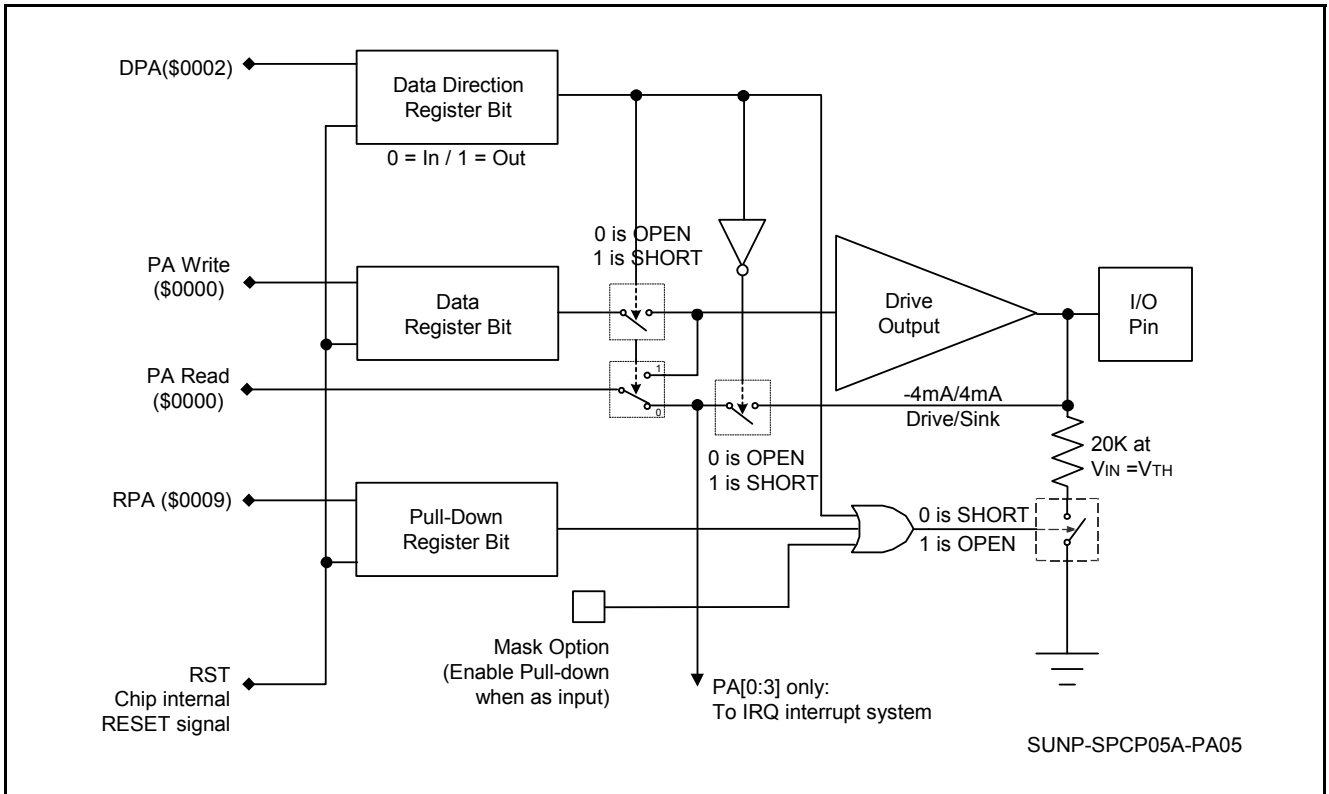 DPA($0002)
Data Direction
Register Bit
0 = In / 1 = Out
0 is OPEN
1 is SHORT
PA Write
($0000)
Data
Register Bit
Drive
Output
I/O
Pin
PA Read
($0000)
1
0
-4mA/4mA
Drive/Sink
0 is OPEN
1 is SHORT
20K at
VIN =VTH
RPA ($0009)
Pull-Down
Register Bit
0 is SHORT
1 is OPEN
Mask Option
(Enable Pull-down
when as input)
RST
Chip internal
RESET signal
PA[0:3] only:
To IRQ interrupt system
SUNP-SPCP05A-PA05